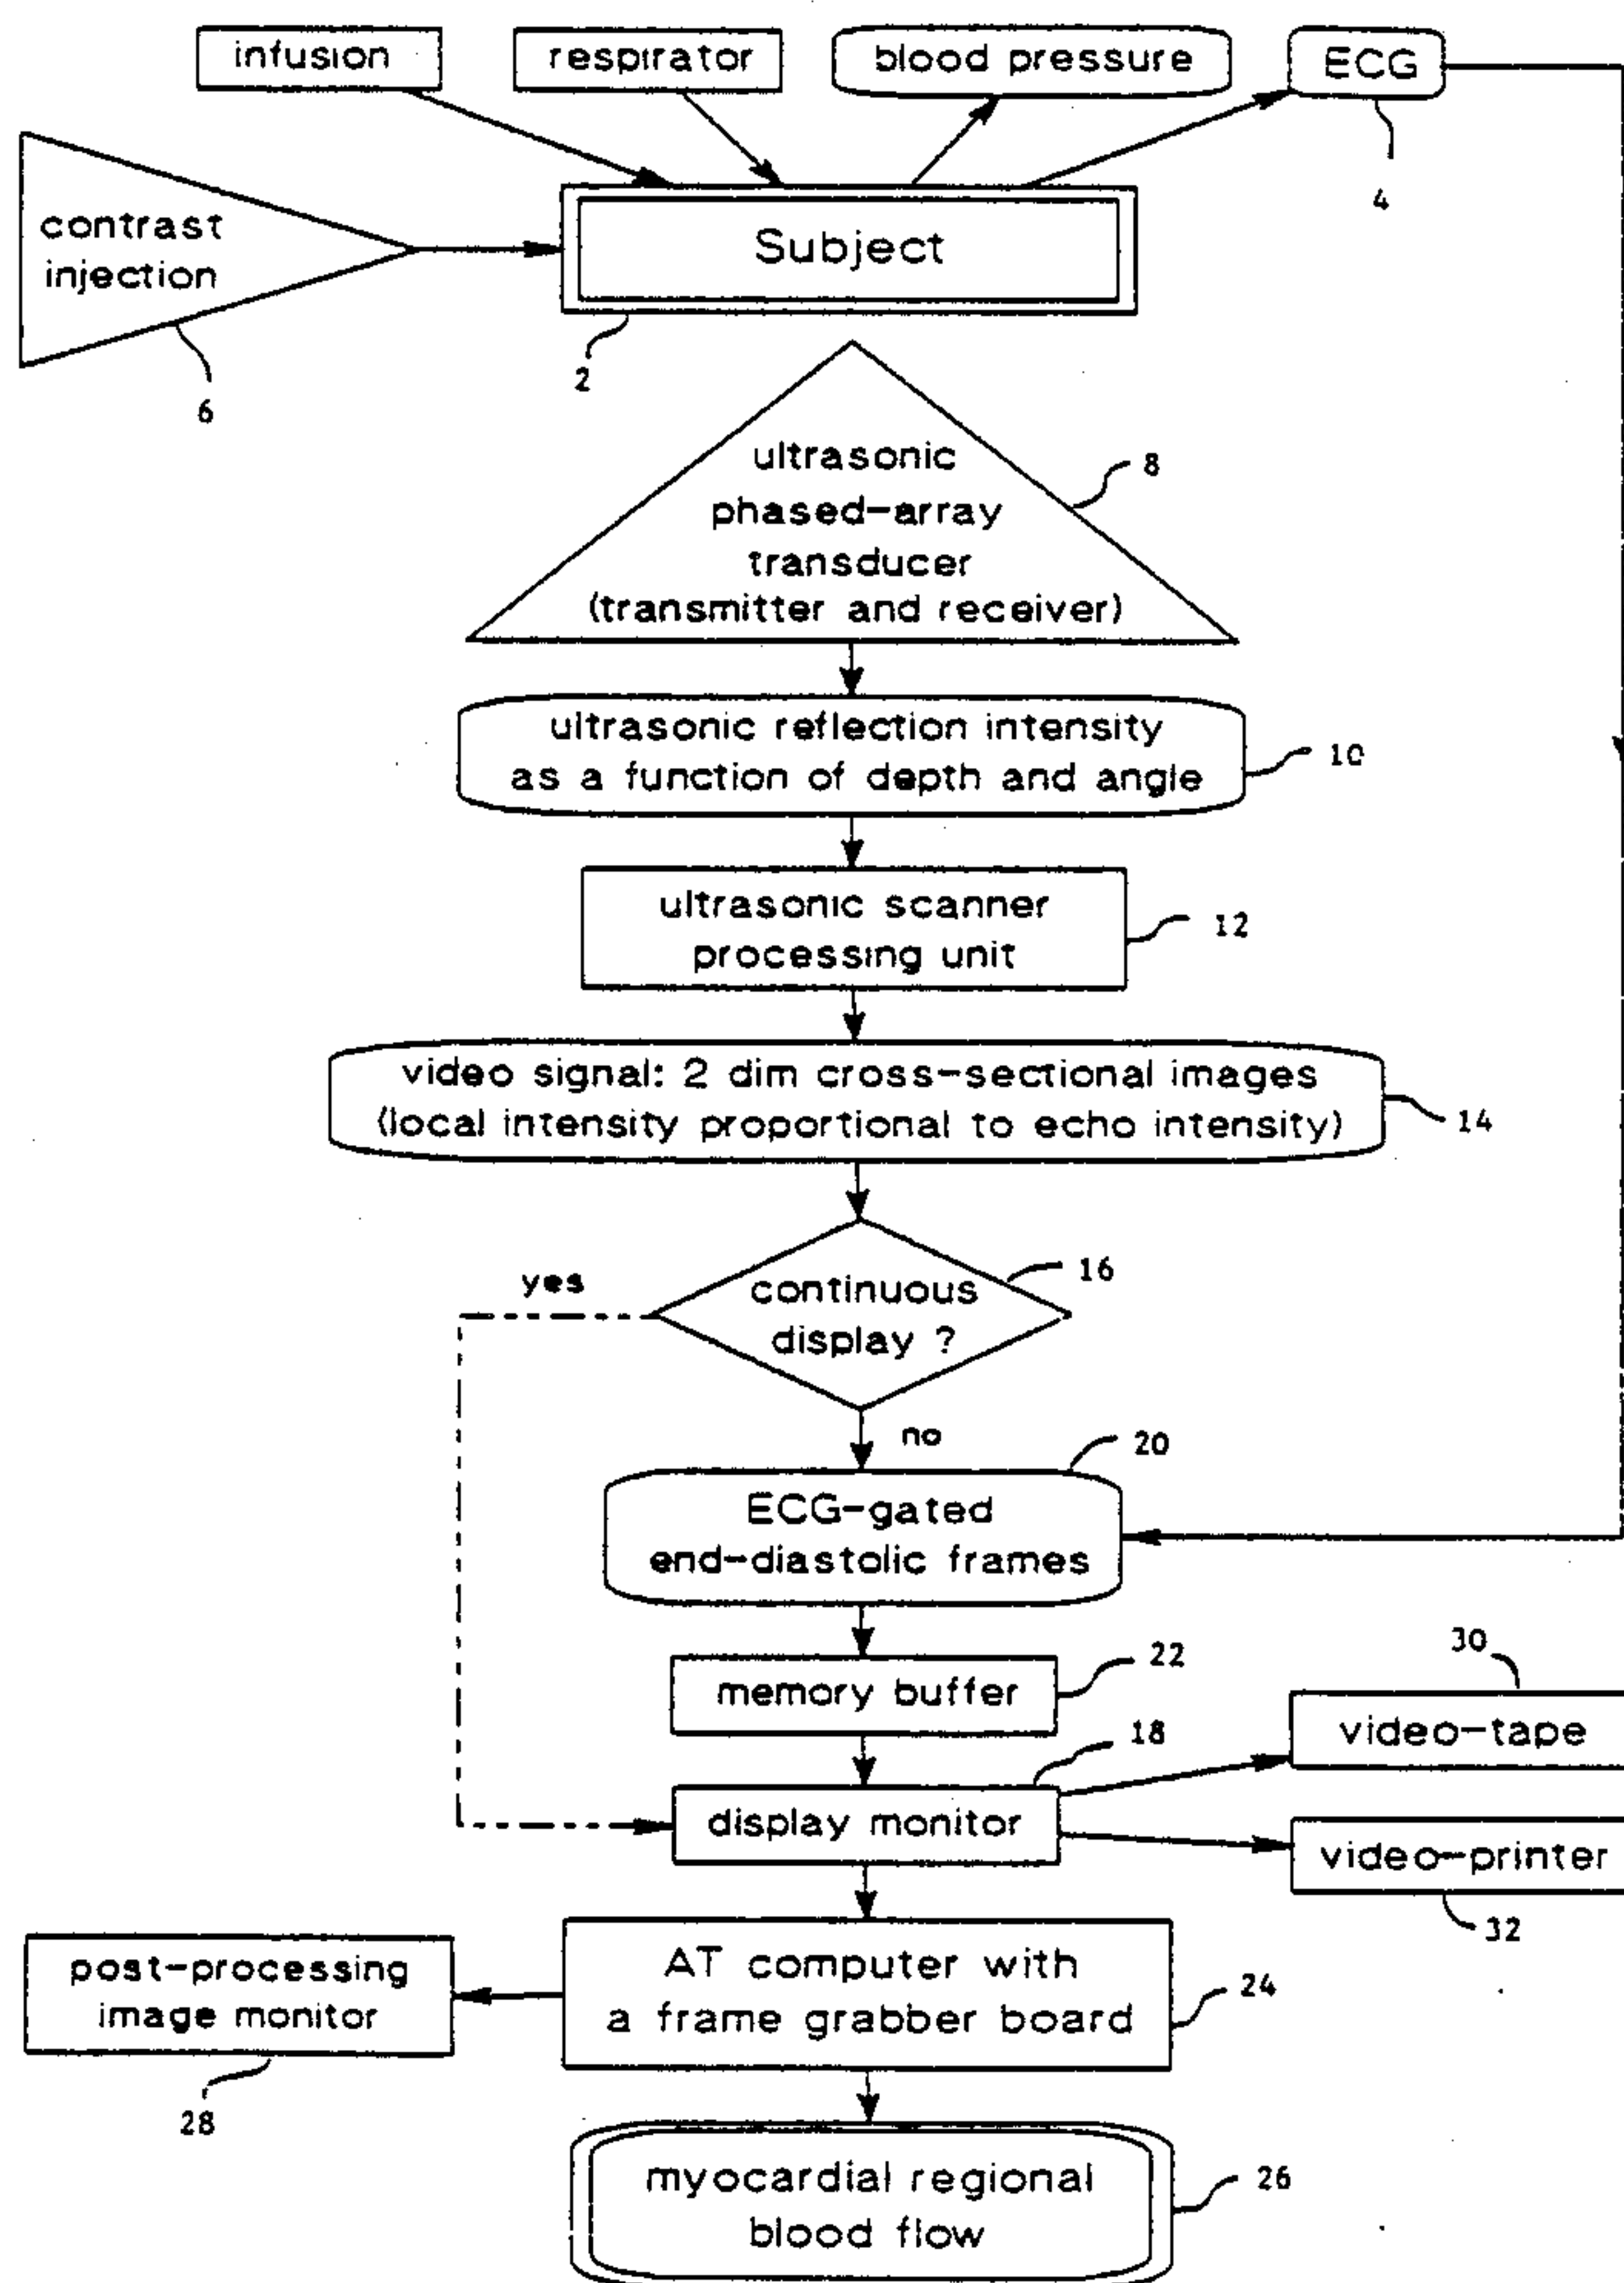 infusion
respirator
blood pressure
ECG
4
contrast
injection
6
Subject
2
ultrasonic
phased-array
transducer
(transmitter and receiver)
8
ultrasonic reflection intensity
as a function of depth and angle
10
ultrasonic scanner
processing unit
12
video signal: 2 dim cross-sectional images
(local intensity proportional to echo intensity)
14
continuous
display ?
16
yes
no
20
ECG-gated
end-diastolic frames
memory buffer
22
18
display monitor
30
video-tape
video-printer
32
AT computer with
a frame grabber board
24
post-processing
image monitor
28
myocardial regional
blood flow
26